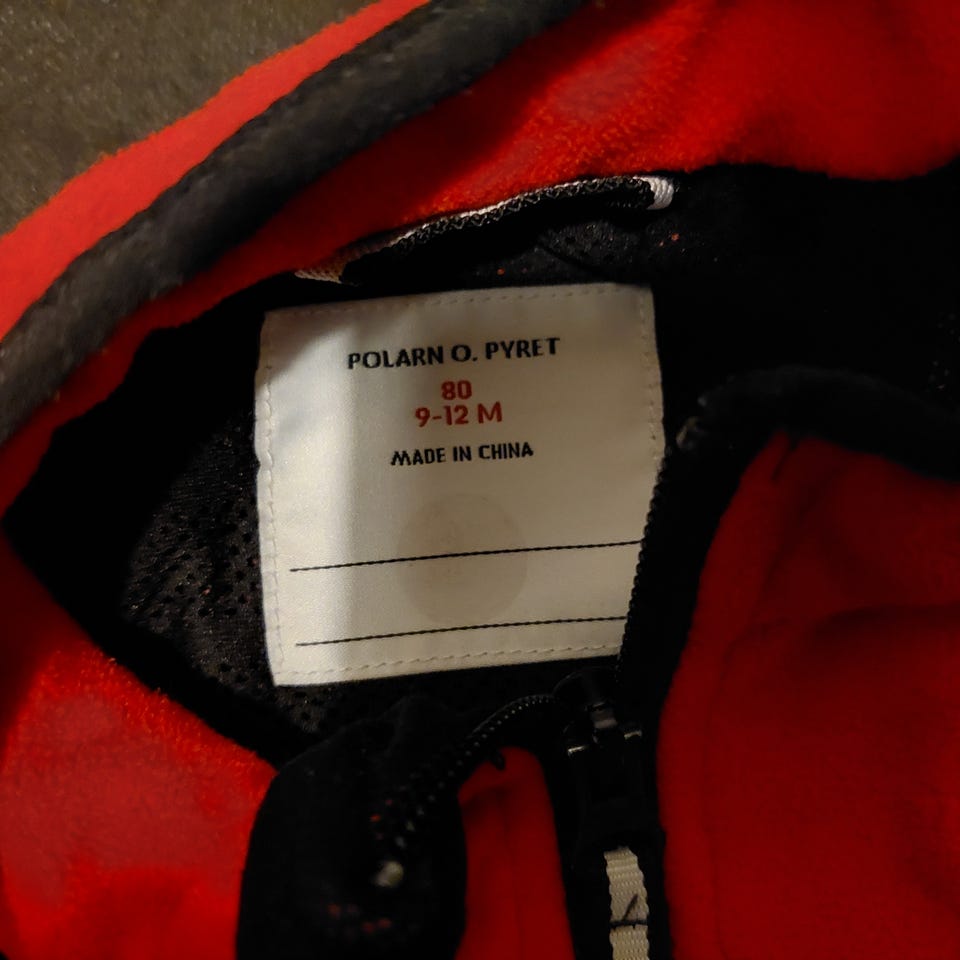 POLARN O. PYRET
80
9-12 M
MADE IN CHINA